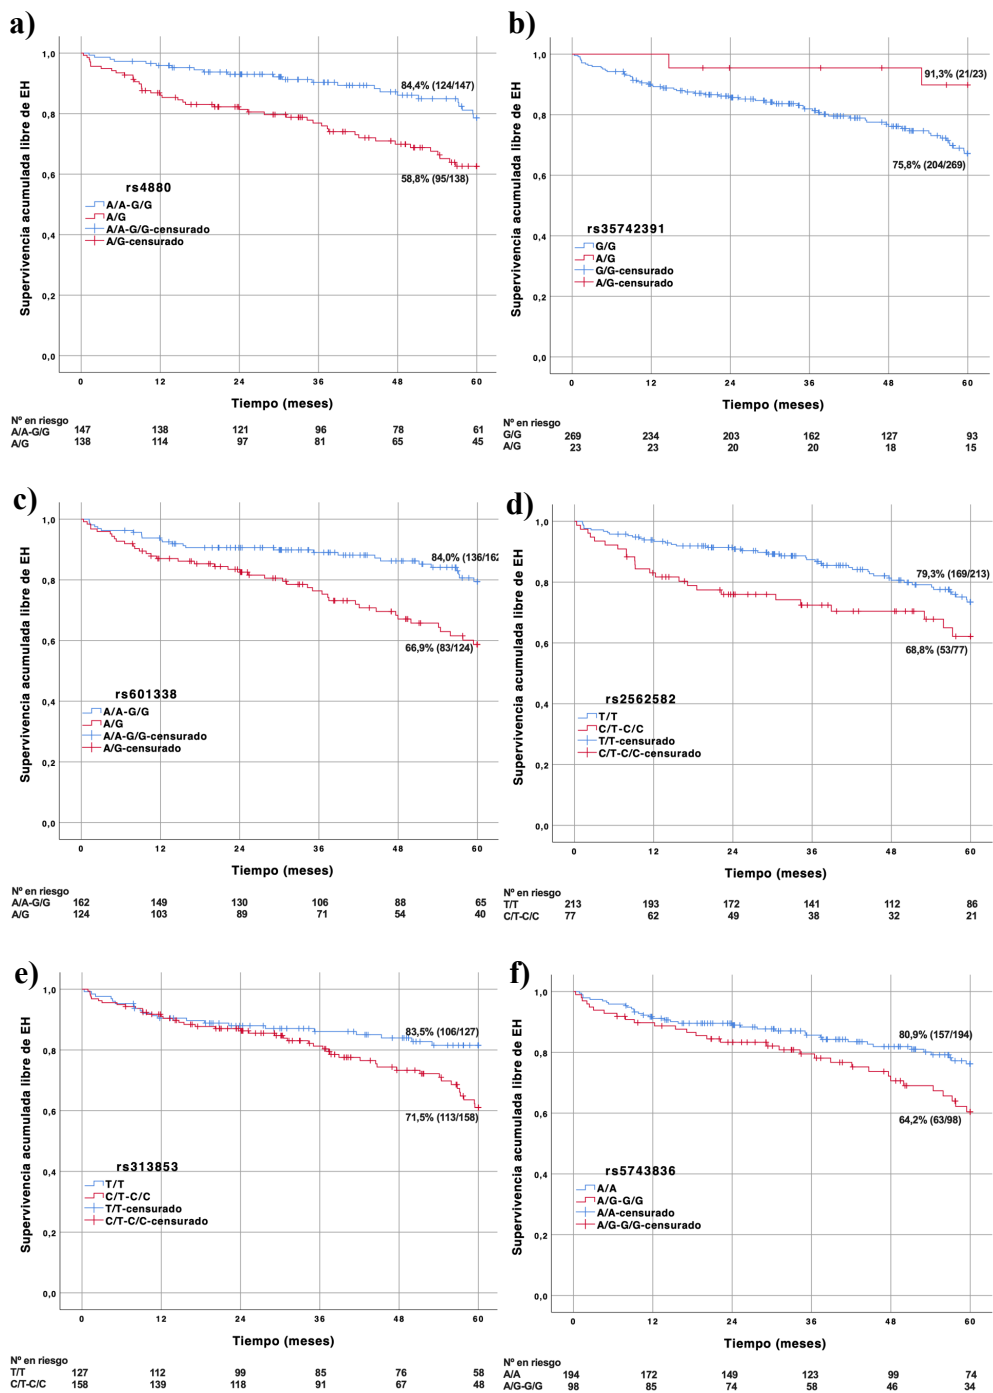 a)
Supervivencia acumulada libre de EH
1,0
0,8
0,6
0,4
0,2
0,0
84,4% (124/147)
58,8% (95/138)
rs4880
A/A-G/G
A/G
A/A-G/G-censurado
A/G-censurado
0 12 24 36 48 60
Tiempo (meses)
Nº en riesgo
A/A-G/G 147 138 121 96 78 61
A/G 138 114 97 81 65 45
b)
Supervivencia acumulada libre de EH
1,0
0,8
0,6
0,4
0,2
0,0
91,3% (21/23)
75,8% (204/269)
rs35742391
G/G
A/G
G/G-censurado
A/G-censurado
0 12 24 36 48 60
Tiempo (meses)
Nº en riesgo
G/G 269 234 203 162 127 93
A/G 23 23 20 20 18 15
c)
Supervivencia acumulada libre de EH
1,0
0,8
0,6
0,4
0,2
0,0
84,0% (136/162
66,9% (83/124)
rs601338
A/A-G/G
A/G
A/A-G/G-censurado
A/G-censurado
0 12 24 36 48 60
Tiempo (meses)
Nº en riesgo
A/A-G/G 162 149 130 106 88 65
A/G 124 103 89 71 54 40
d)
Supervivencia acumulada libre de EH
1,0
0,8
0,6
0,4
0,2
0,0
79,3% (169/213)
68,8% (53/77)
rs2562582
T/T
C/T-C/C
T/T-censurado
C/T-C/C-censurado
0 12 24 36 48 60
Tiempo (meses)
Nº en riesgo
T/T 213 193 172 141 112 86
C/T-C/C 77 62 49 38 32 21
e)
Supervivencia acumulada libre de EH
1,0
0,8
0,6
0,4
0,2
0,0
83,5% (106/127)
71,5% (113/158)
rs313853
T/T
C/T-C/C
T/T-censurado
C/T-C/C-censurado
0 12 24 36 48 60
Tiempo (meses)
Nº en riesgo
T/T 127 112 99 85 76 58
C/T-C/C 158 139 118 91 67 48
f)
Supervivencia acumulada libre de EH
1,0
0,8
0,6
0,4
0,2
0,0
80,9% (157/194)
64,2% (63/98)
rs5743836
A/A
A/G-G/G
A/A-censurado
A/G-G/G-censurado
0 12 24 36 48 60
Tiempo (meses)
Nº en riesgo
A/A 194 172 149 123 99 74
A/G-G/G 98 85 74 58 46 34